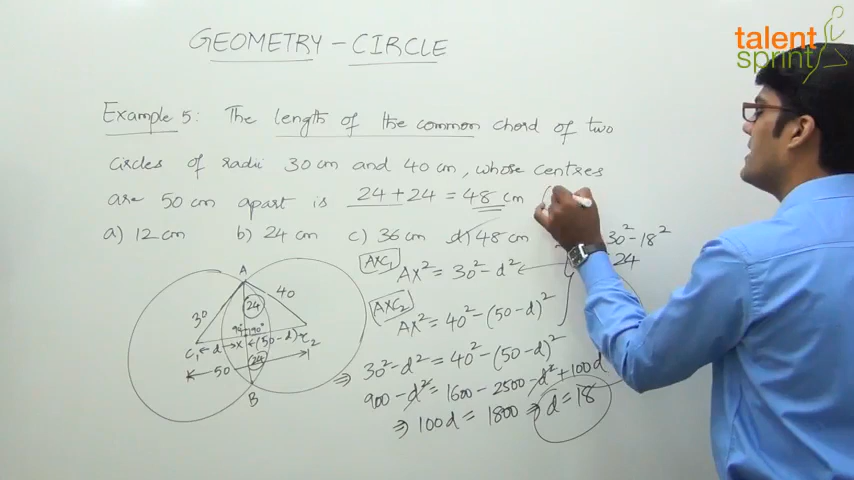 GEOMETRY - CIRCLE
talent
sprint
Example 5: The length of the common chord of two
circles of radii 30 cm and 40 cm, whose centres
are 50 cm apart is 24 + 24 = 48 cm
a) 12 cm b) 24 cm c) 36 cm d) 48 cm
30² - 18²
24
AXC₁
AX² = 30² - d²
AXC₂
AX² = 40² - (50 - d)²
30² - d² = 40² - (50 - d)²
900 - d² = 1600 - 2500 - d² + 100d
⇒ 100d = 1800 ⇒ d = 18
A
30
40
24
90° 90°
C₁ d x (50 - d) C₂
24
50
B